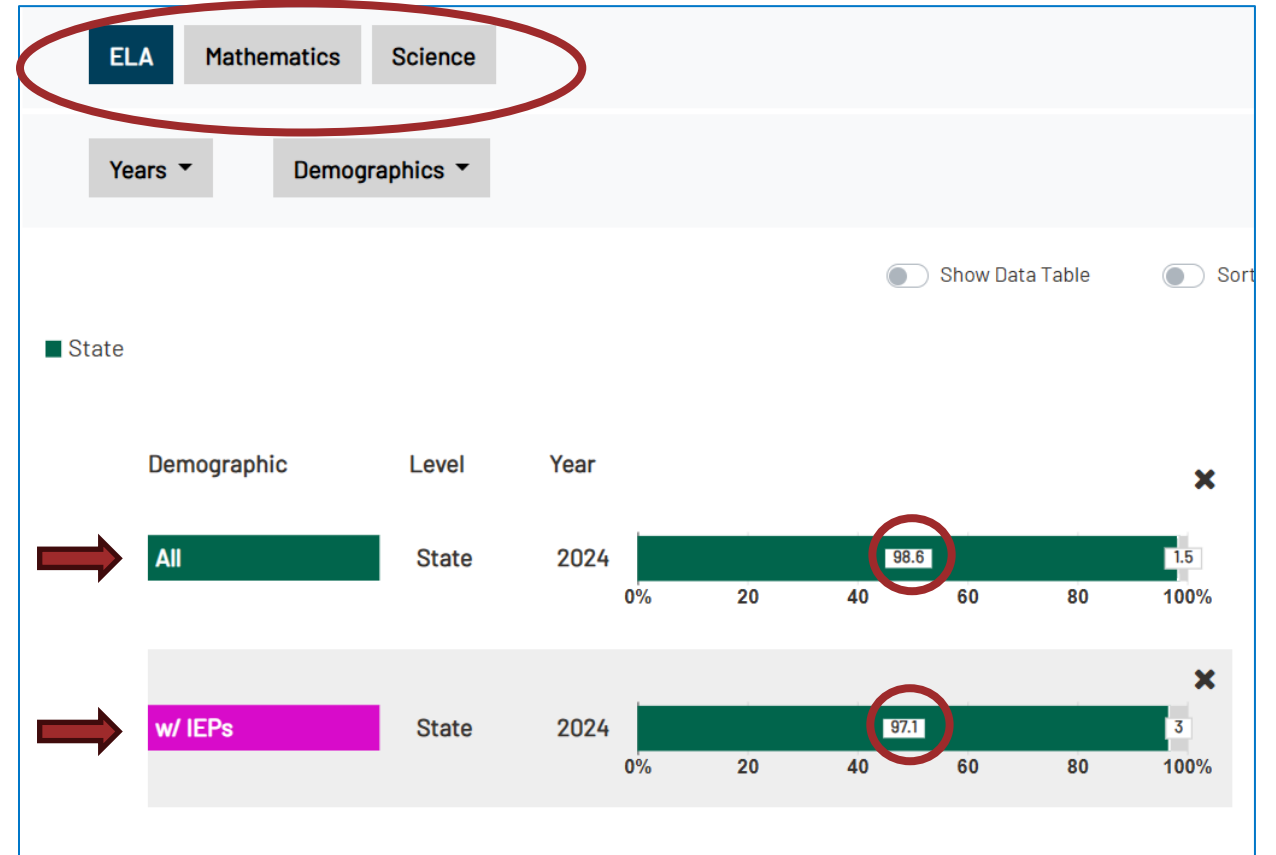 ELA Mathematics Science
Years Demographics
Show Data Table Sort
State
Demographic Level Year
All State 2024 98.6 1.5
0% 20 40 60 80 100%
w/ IEPs State 2024 97.1 3
0% 20 40 60 80 100%